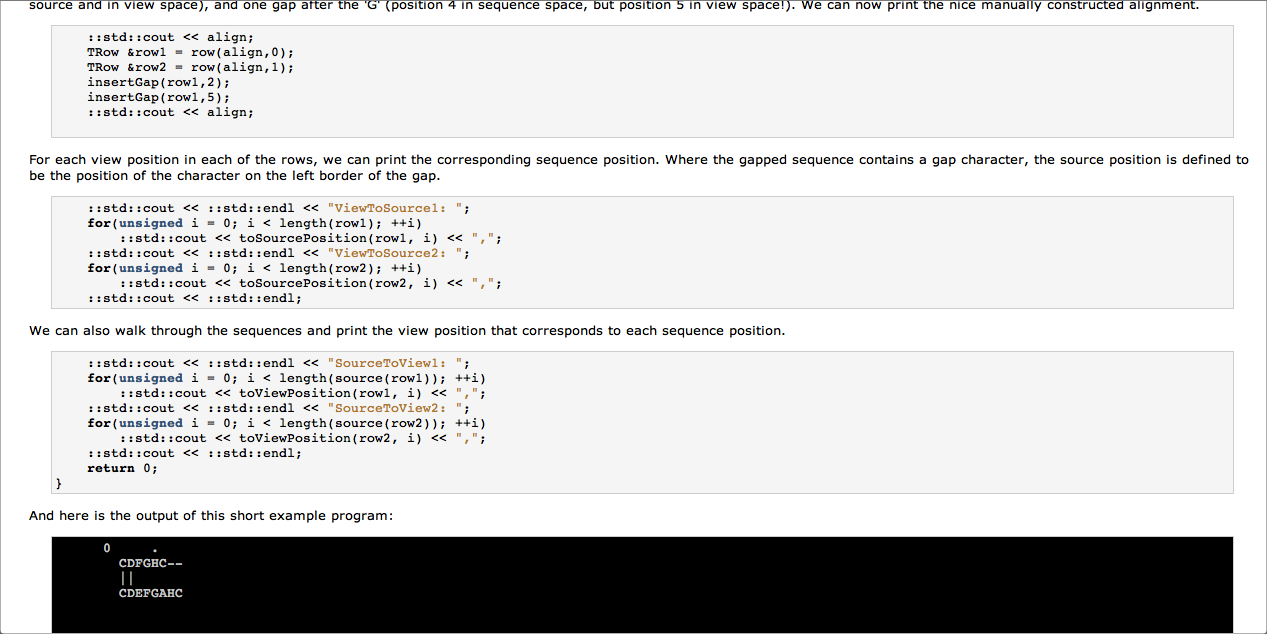 source and in view space), and one gap after the 'G' (position 4 in sequence space, but position 5 in view space!). We can now print the nice manually constructed alignment.
::std::cout << align;
TRow &row1 = row(align,0);
TRow &row2 = row(align,1);
insertGap(row1,2);
insertGap(row1,5);
::std::cout << align;
For each view position in each of the rows, we can print the corresponding sequence position. Where the gapped sequence contains a gap character, the source position is defined to
be the position of the character on the left border of the gap.
::std::cout << ::std::endl << "ViewToSource1: ";
for(unsigned i = 0; i < length(row1); ++i)
::std::cout << toSourcePosition(row1, i) << ",";
::std::cout << ::std::endl << "ViewToSource2: ";
for(unsigned i = 0; i < length(row2); ++i)
::std::cout << toSourcePosition(row2, i) << ",";
::std::cout << ::std::endl;
We can also walk through the sequences and print the view position that corresponds to each sequence position.
::std::cout << ::std::endl << "SourceToView1: ";
for(unsigned i = 0; i < length(source(row1)); ++i)
::std::cout << toViewPosition(row1, i) << ",";
::std::cout << ::std::endl << "SourceToView2: ";
for(unsigned i = 0; i < length(source(row2)); ++i)
::std::cout << toViewPosition(row2, i) << ",";
::std::cout << ::std::endl;
return 0;
}
And here is the output of this short example program:
0     .
CDFGHC--
||
CDEFGAHC